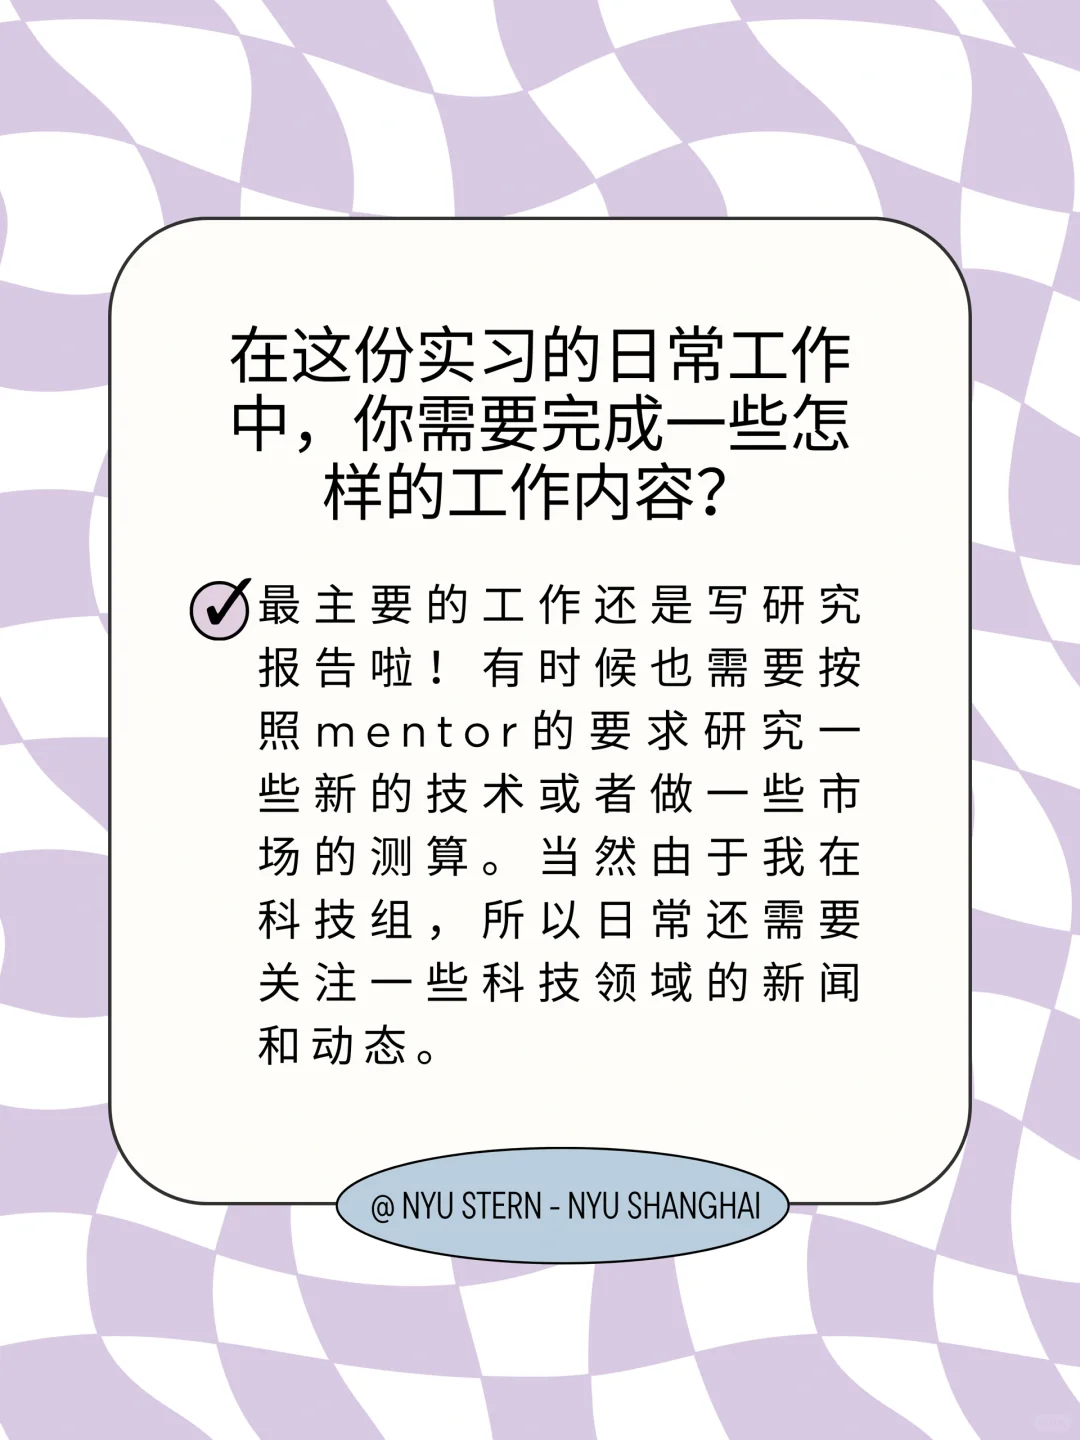 在这份实习的日常工作
中，你需要完成一些怎
样的工作内容？
最主要的工作还是写研究
报告啦！有时候也需要按
照mentor的要求研究一
些新的技术或者做一些市
场的测算。当然由于我在
科技组，所以日常还需要
关注一些科技领域的新闻
和动态。
@ NYU STERN - NYU SHANGHAI